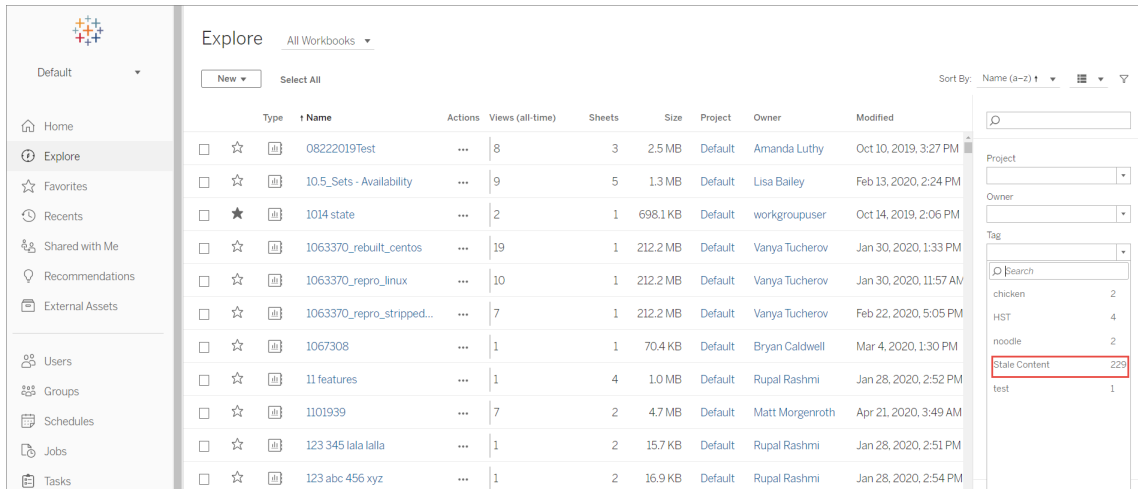 Explore All Workbooks
Default
New Select All Sort By: Name (a–z) ↑
Type ↑ Name Actions Views (all-time) Sheets Size Project Owner Modified
Home
Explore
Favorites
Recents
Shared with Me
Recommendations
External Assets
Users
Groups
Schedules
Jobs
Tasks
08222019Test ••• 8 3 2.5 MB Default Amanda Luthy Oct 10, 2019, 3:27 PM
10.5_Sets - Availability ••• 9 5 1.3 MB Default Lisa Bailey Feb 13, 2020, 2:24 PM
1014 state ••• 2 1 698.1 KB Default workgroupuser Oct 14, 2019, 2:06 PM
1063370_rebuilt_centos ••• 19 1 212.2 MB Default Vanya Tucherov Jan 30, 2020, 1:33 PM
1063370_repro_linux ••• 10 1 212.2 MB Default Vanya Tucherov Jan 30, 2020, 11:57 AM
1063370_repro_stripped... ••• 7 1 212.2 MB Default Vanya Tucherov Feb 22, 2020, 5:05 PM
1067308 ••• 1 1 70.4 KB Default Bryan Caldwell Mar 4, 2020, 1:30 PM
11 features ••• 1 4 1.0 MB Default Rupal Rashmi Jan 28, 2020, 2:52 PM
1101939 ••• 7 2 4.7 MB Default Matt Morgenroth Apr 21, 2020, 3:49 AM
123 345 lala lalla ••• 1 2 15.7 KB Default Rupal Rashmi Jan 28, 2020, 2:51 PM
123 abc 456 xyz ••• 1 2 16.9 KB Default Rupal Rashmi Jan 28, 2020, 2:54 PM
Project
Owner
Tag
Search
chicken 2
HST 4
noodle 2
Stale Content 229
test 1